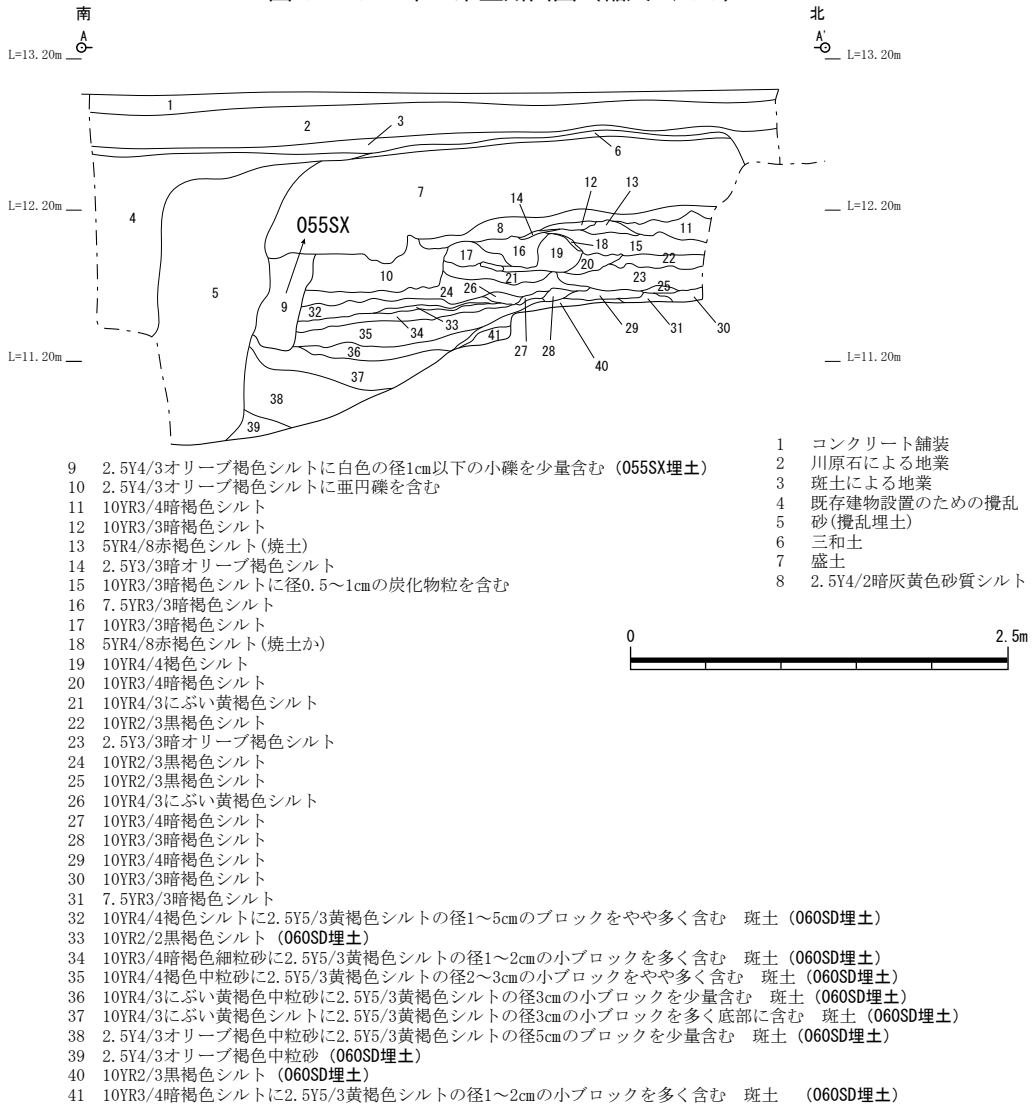 南
北
A
A'
L=13.20m
L=13.20m
1
2
3
6
7
12
13
14
L=12.20m
L=12.20m
4
055SX
8
11
17
16
19
18
15
22
20
21
23
5
10
9
24
26
25
32
33
34
35
36
41
27
28
40
29
31
30
L=11.20m
L=11.20m
37
38
39
1 コンクリート舗装
2 川原石による地業
3 斑土による地業
4 既存建物設置のための攪乱
5 砂(攪乱埋土)
6 三和土
7 盛土
8 2.5Y4/2暗灰黄色砂質シルト
9 2.5Y4/3オリーブ褐色シルトに白色の径1cm以下の小礫を少量含む (055SX埋土)
10 2.5Y4/3オリーブ褐色シルトに亜円礫を含む
11 10YR3/4暗褐色シルト
12 10YR3/3暗褐色シルト
13 5YR4/8赤褐色シルト(焼土)
14 2.5Y3/3暗オリーブ褐色シルト
15 10YR3/3暗褐色シルトに径0.5～1cmの炭化物粒を含む
16 7.5YR3/3暗褐色シルト
17 10YR3/3暗褐色シルト
18 5YR4/8赤褐色シルト(焼土か)
19 10YR4/4褐色シルト
20 10YR3/4暗褐色シルト
21 10YR4/3にぶい黄褐色シルト
22 10YR2/3黒褐色シルト
23 2.5Y3/3暗オリーブ褐色シルト
24 10YR2/3黒褐色シルト
25 10YR2/3黒褐色シルト
26 10YR4/3にぶい黄褐色シルト
27 10YR3/4暗褐色シルト
28 10YR3/3暗褐色シルト
29 10YR3/4暗褐色シルト
30 10YR3/3暗褐色シルト
31 7.5YR3/3暗褐色シルト
32 10YR4/4褐色シルトに2.5Y5/3黄褐色シルトの径1～5cmのブロックをやや多く含む 斑土 (060SD埋土)
33 10YR2/2黒褐色シルト (060SD埋土)
34 10YR3/4暗褐色細粒砂に2.5Y5/3黄褐色シルトの径1～2cmの小ブロックを多く含む 斑土 (060SD埋土)
35 10YR4/4褐色中粒砂に2.5Y5/3黄褐色シルトの径2～3cmの小ブロックをやや多く含む 斑土 (060SD埋土)
36 10YR4/3にぶい黄褐色中粒砂に2.5Y5/3黄褐色シルトの径3cmの小ブロックを少量含む 斑土 (060SD埋土)
37 10YR4/3にぶい黄褐色シルトに2.5Y5/3黄褐色シルトの径3cmの小ブロックを多く底部に含む 斑土 (060SD埋土)
38 2.5Y4/3オリーブ褐色中粒砂に2.5Y5/3黄褐色シルトの径5cmのブロックを少量含む 斑土 (060SD埋土)
39 2.5Y4/3オリーブ褐色中粒砂 (060SD埋土)
40 10YR2/3黒褐色シルト (060SD埋土)
41 10YR3/4暗褐色シルトに2.5Y5/3黄褐色シルトの径1～2cmの小ブロックを多く含む 斑土 (060SD埋土)
0
2.5m